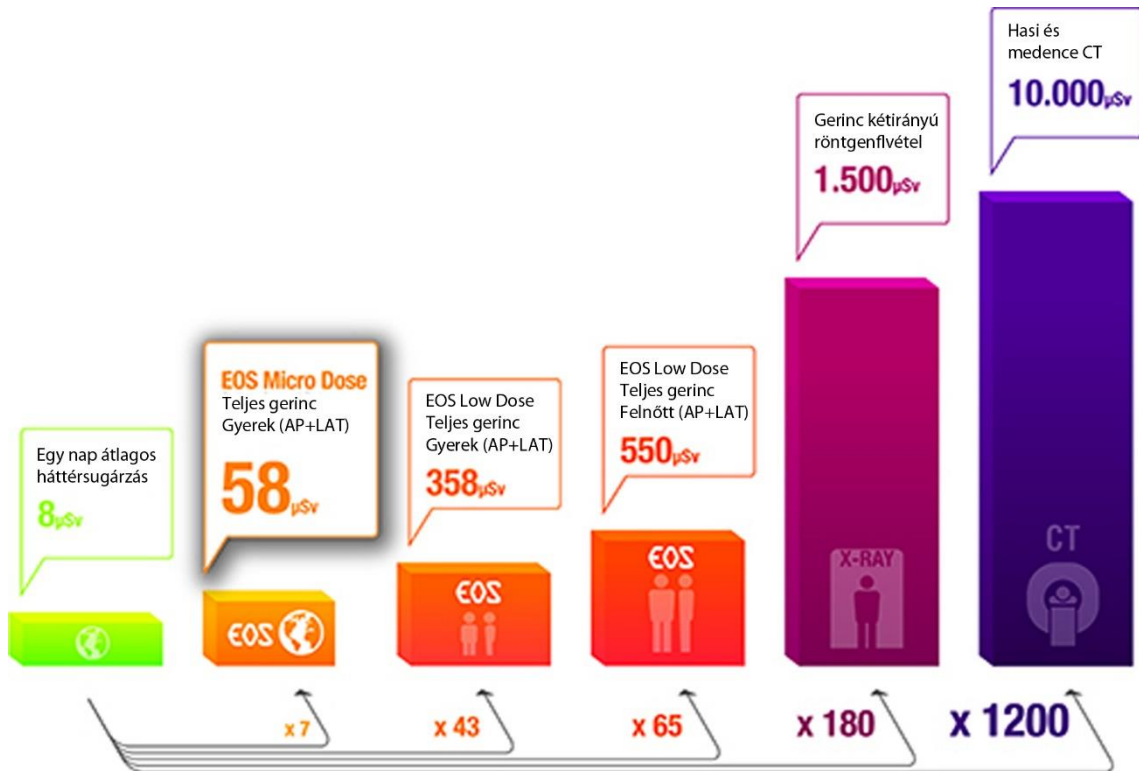 Hasi és
medence CT
10.000µSv
Gerinc kétirányú
röntgenflvétel
1.500µSv
EOS Micro Dose
Teljes gerinc
Gyerek (AP+LAT)
58µSv
EOS Low Dose
Teljes gerinc
Gyerek (AP+LAT)
358µSv
EOS Low Dose
Teljes gerinc
Felnőtt (AP+LAT)
550µSv
Egy nap átlagos
háttérsugárzás
8µSv
EOS
EOS
EOS
X-RAY
CT
x 7
x 43
x 65
x 180
x 1200